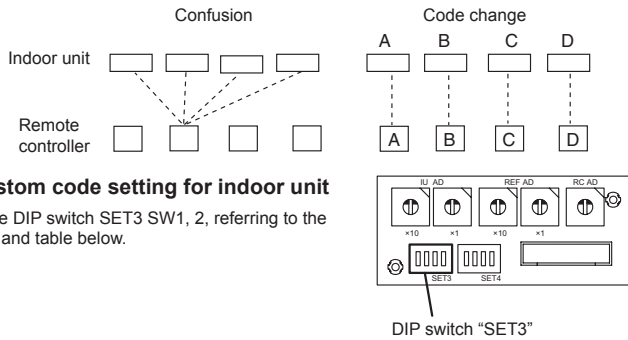 Confusion
Code change
A B C D
Indoor unit
Remote
controller
A B C D
stom code setting for indoor unit
e DIP switch SET3 SW1, 2, referring to the
and table below.
IU AD REF AD RC AD
×10 ×1 ×10 ×1
SET3 SET4
DIP switch “SET3”